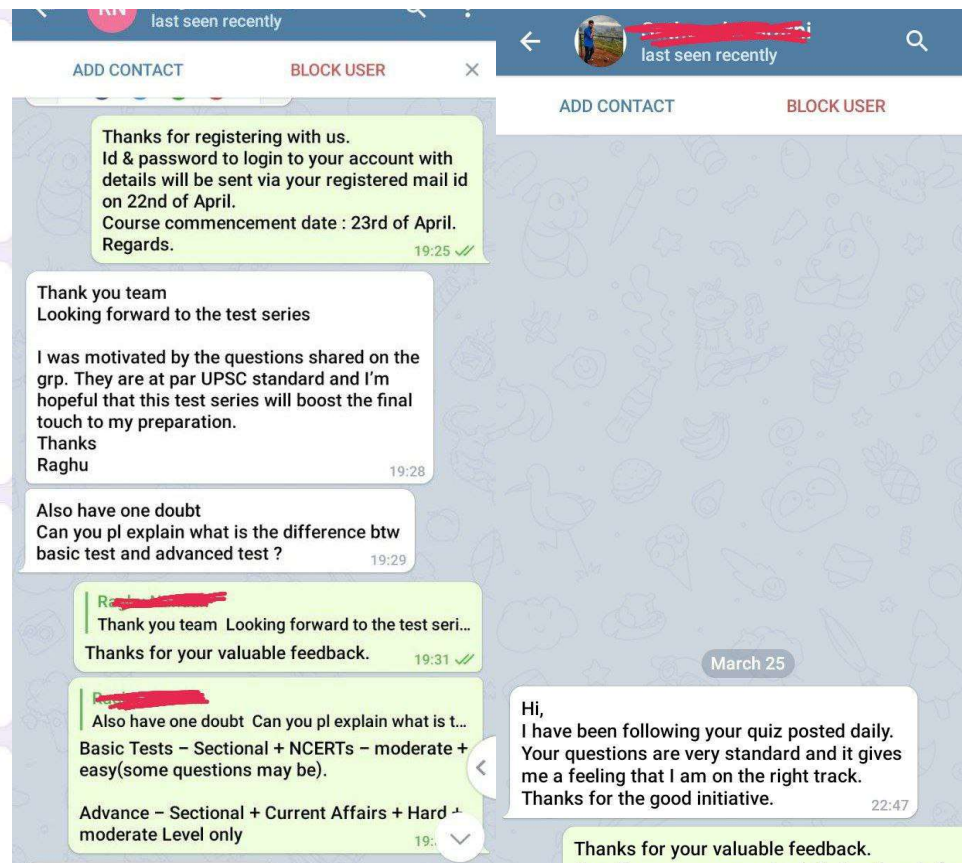 RN
last seen recently
ADD CONTACT
BLOCK USER
Thanks for registering with us.
Id & password to login to your account with
details will be sent via your registered mail id
on 22nd of April.
Course commencement date : 23rd of April.
Regards.
19:25
Thank you team
Looking forward to the test series
I was motivated by the questions shared on the
grp. They are at par UPSC standard and I'm
hopeful that this test series will boost the final
touch to my preparation.
Thanks
Raghu
19:28
Also have one doubt
Can you pl explain what is the difference btw
basic test and advanced test ?
19:29
Thank you team Looking forward to the test seri...
Thanks for your valuable feedback.
19:31
Also have one doubt Can you pl explain what is t...
Basic Tests – Sectional + NCERTs – moderate +
easy(some questions may be).
Advance – Sectional + Current Affairs + Hard +
moderate Level only
last seen recently
ADD CONTACT
BLOCK USER
March 25
Hi,
I have been following your quiz posted daily.
Your questions are very standard and it gives
me a feeling that I am on the right track.
Thanks for the good initiative.
22:47
Thanks for your valuable feedback.